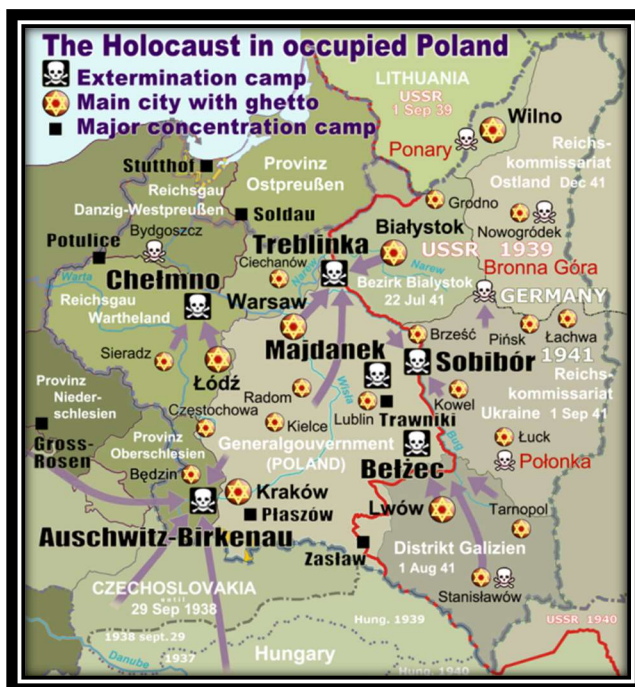 The Holocaust in occupied Poland
Extermination camp
Main city with ghetto
Major concentration camp
LITHUANIA
USSR
1 Sep 39
Wilno
Ponary
Reichs-
kommissariat
Ostland Dec 41
Stutthof
Provinz
Ostpreußen
Reichsgau
Danzig-Westpreußen
Grodno
Soldau
Nowogródek
Bydgoszcz
Białystok
Potulice
Treblinka
USSR 1939
Ciechanów
Narew
Narew
Bronna Góra
Warta
Chełmno
Bezirk Bialystok
22 Jul 41
GERMANY
Reichsgau
Wartheland
Warsaw
Brześć
Pińsk
Łachwa
Majdanek
Sobibór
1941
Sieradz
Łódź
Reichs-
kommissariat
Ukraine 1 Sep 41
Provinz
Nieder-
schlesien
Wisła
Radom
Kowel
Częstochowa
Lublin
Trawniki
Kielce
Bug
Łuck
Gross-
Rosen
Provinz
Oberschlesien
Generalgouvernement
(POLAND)
Połonka
Bełżec
Będzin
Kraków
Lwów
Tarnopol
Płaszów
Auschwitz-Birkenau
Zasław
Distrikt Galizien
1 Aug 41
CZECHOSLOVAKIA
until
29 Sep 1938
Stanisławów
Hung. 1939
USSR 1940
1938 sept.29
1937
Danube
Hungary
Hung. 1940